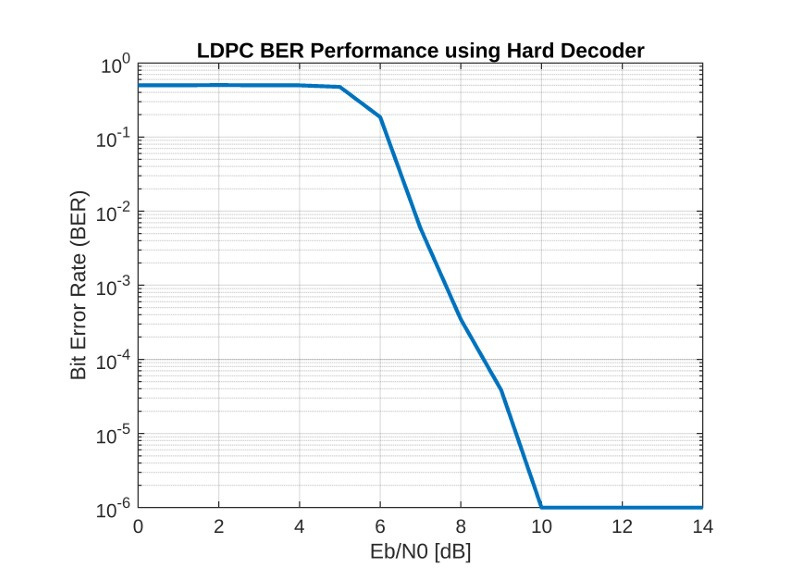 LDPC BER Performance using Hard Decoder
10^0
10^-1
10^-2
10^-3
10^-4
10^-5
10^-6
Bit Error Rate (BER)
0 2 4 6 8 10 12 14
Eb/N0 [dB]